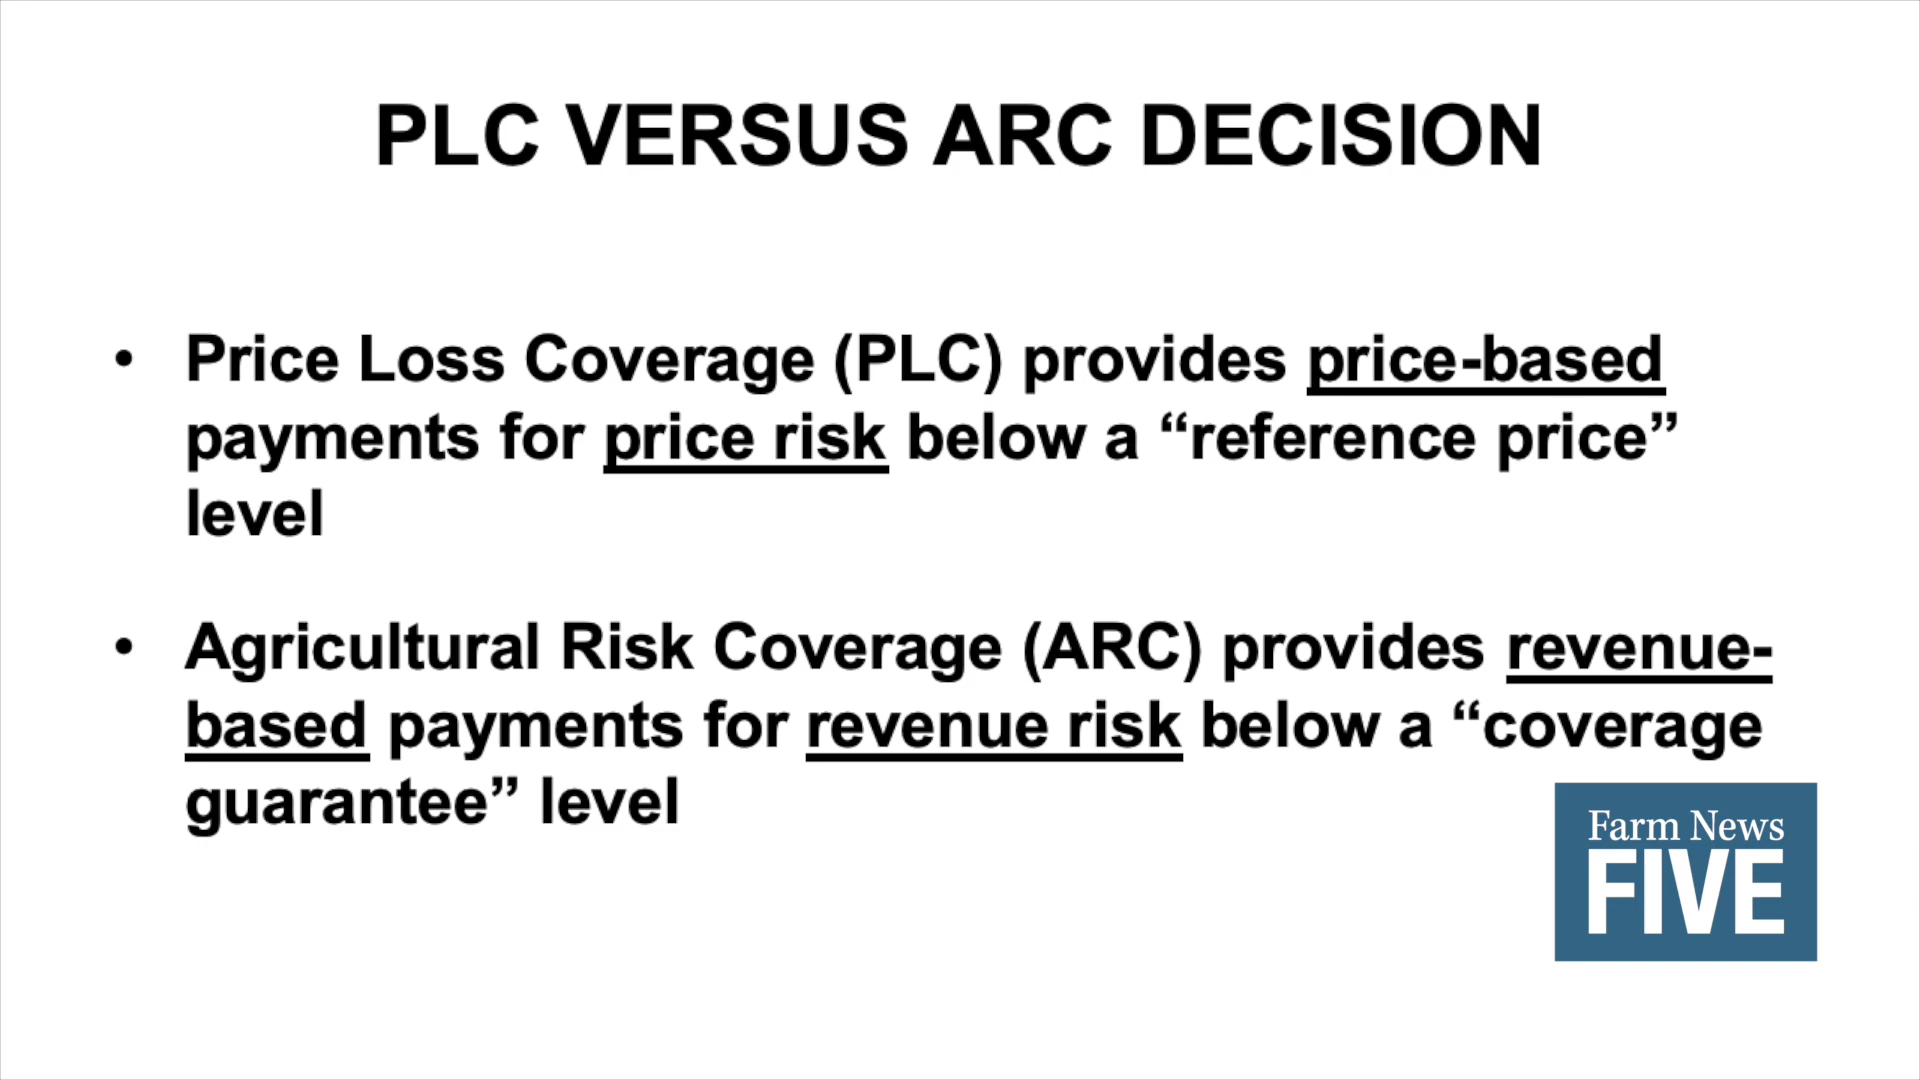 PLC VERSUS ARC DECISION
• Price Loss Coverage (PLC) provides price-based
payments for price risk below a “reference price”
level
• Agricultural Risk Coverage (ARC) provides revenue-
based payments for revenue risk below a “coverage
guarantee” level
Farm News
FIVE